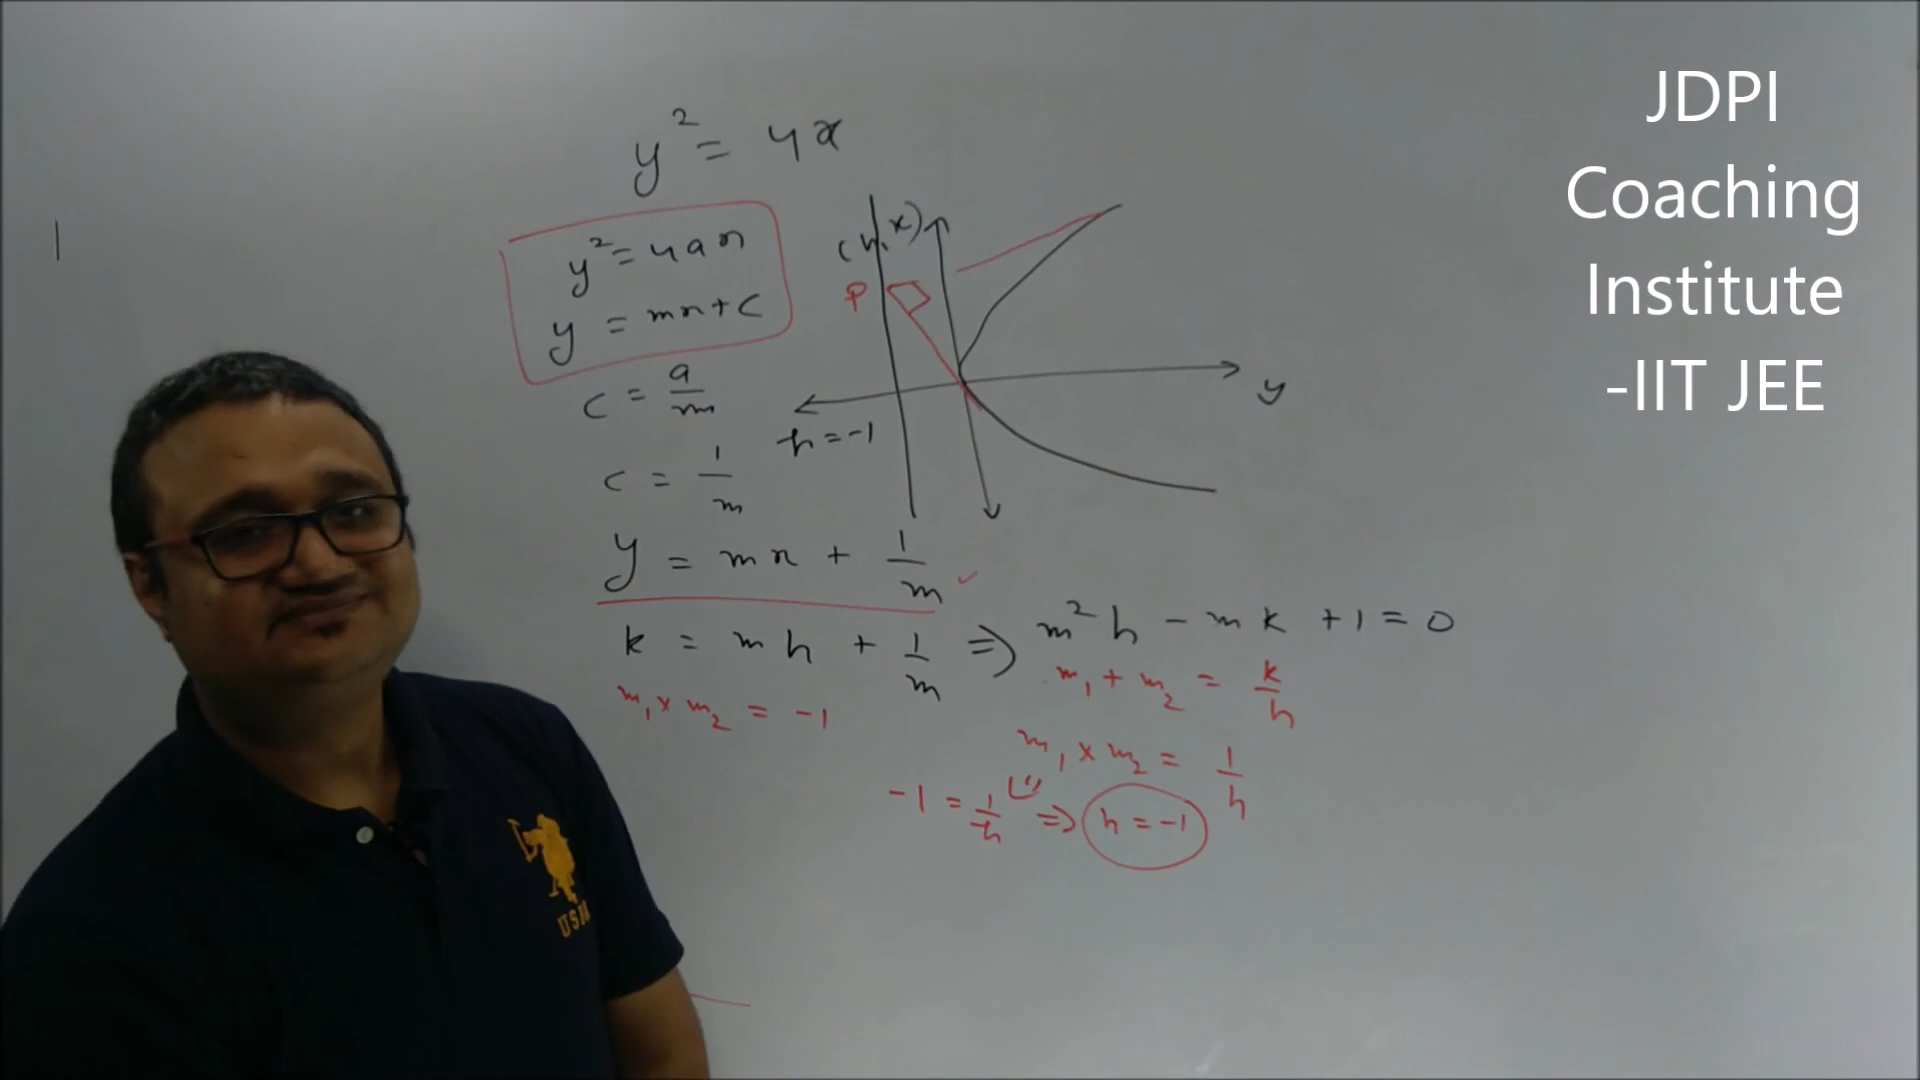 JDPI
Coaching
Institute
-IIT JEE
y² = 4x
y² = 4ax
y = mx + c
c = a/m
c = 1/m
y = mx + 1/m ✓
k = mh + 1/m ⇒ m²h - mk + 1 = 0
m₁ × m₂ = -1
m₁ + m₂ = k/h
m₁ × m₂ = 1/h
-1 = 1/h ⇒ h = -1
P
h = -1
y